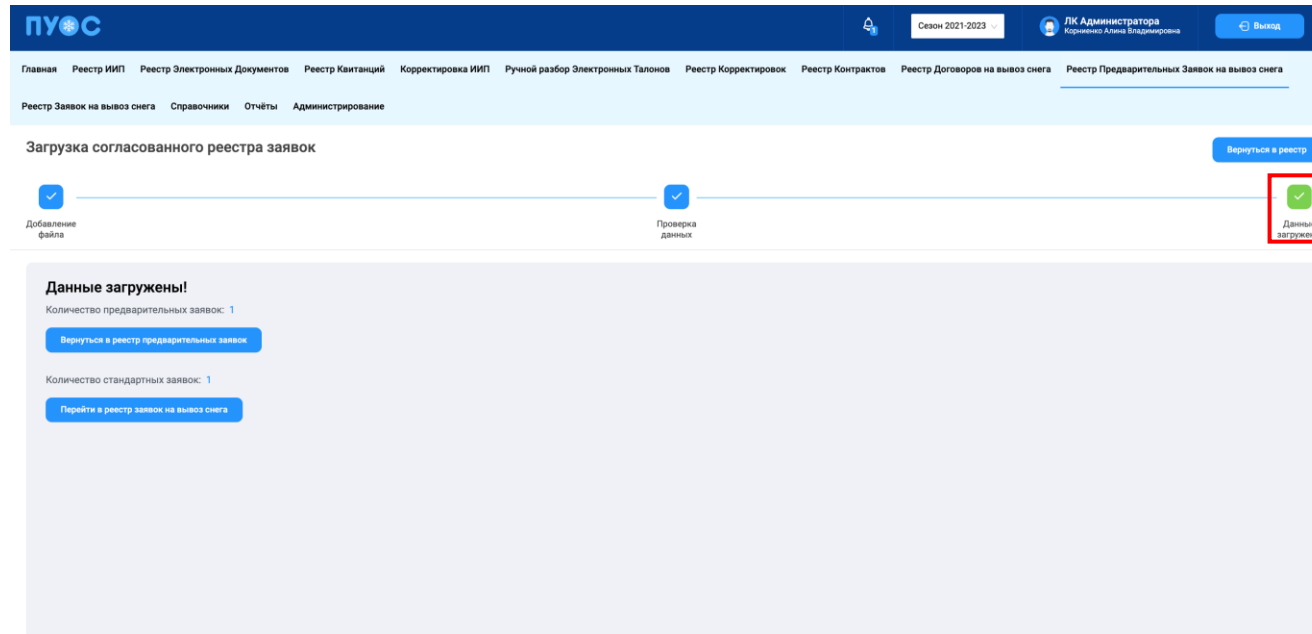 ПУ❄С
1
Сезон 2021-2023
ЛК Администратора
Корниенко Алина Владимировна
Выход
Главная Реестр ИИП Реестр Электронных Документов Реестр Квитанций Корректировка ИИП Ручной разбор Электронных Талонов Реестр Корректировок Реестр Контрактов Реестр Договоров на вывоз снега Реестр Предварительных Заявок на вывоз снега
Реестр Заявок на вывоз снега Справочники Отчёты Администрирование
Загрузка согласованного реестра заявок
Вернуться в реестр
Добавление
файла
Проверка
данных
Данные
загружен
Данные загружены!
Количество предварительных заявок: 1
Вернуться в реестр предварительных заявок
Количество стандартных заявок: 1
Перейти в реестр заявок на вывоз снега